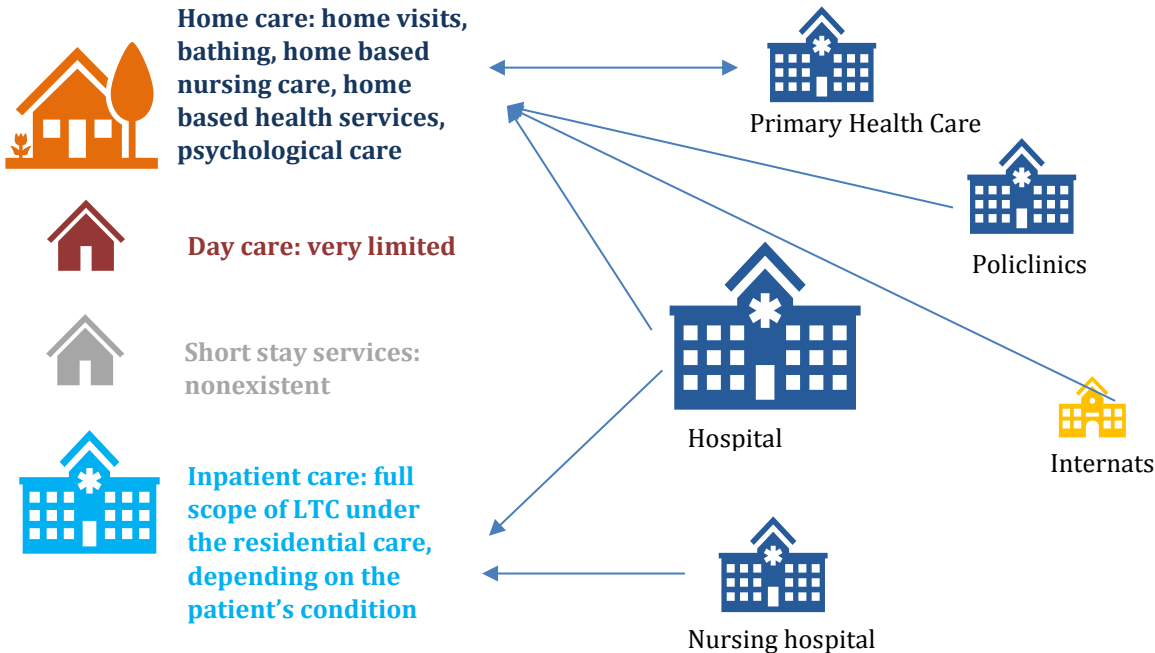 Home care: home visits,
bathing, home based
nursing care, home
based health services,
psychological care
Primary Health Care
Policlinics
Day care: very limited
Short stay services:
nonexistent
Hospital
Internats
Inpatient care: full
scope of LTC under
the residential care,
depending on the
patient’s condition
Nursing hospital